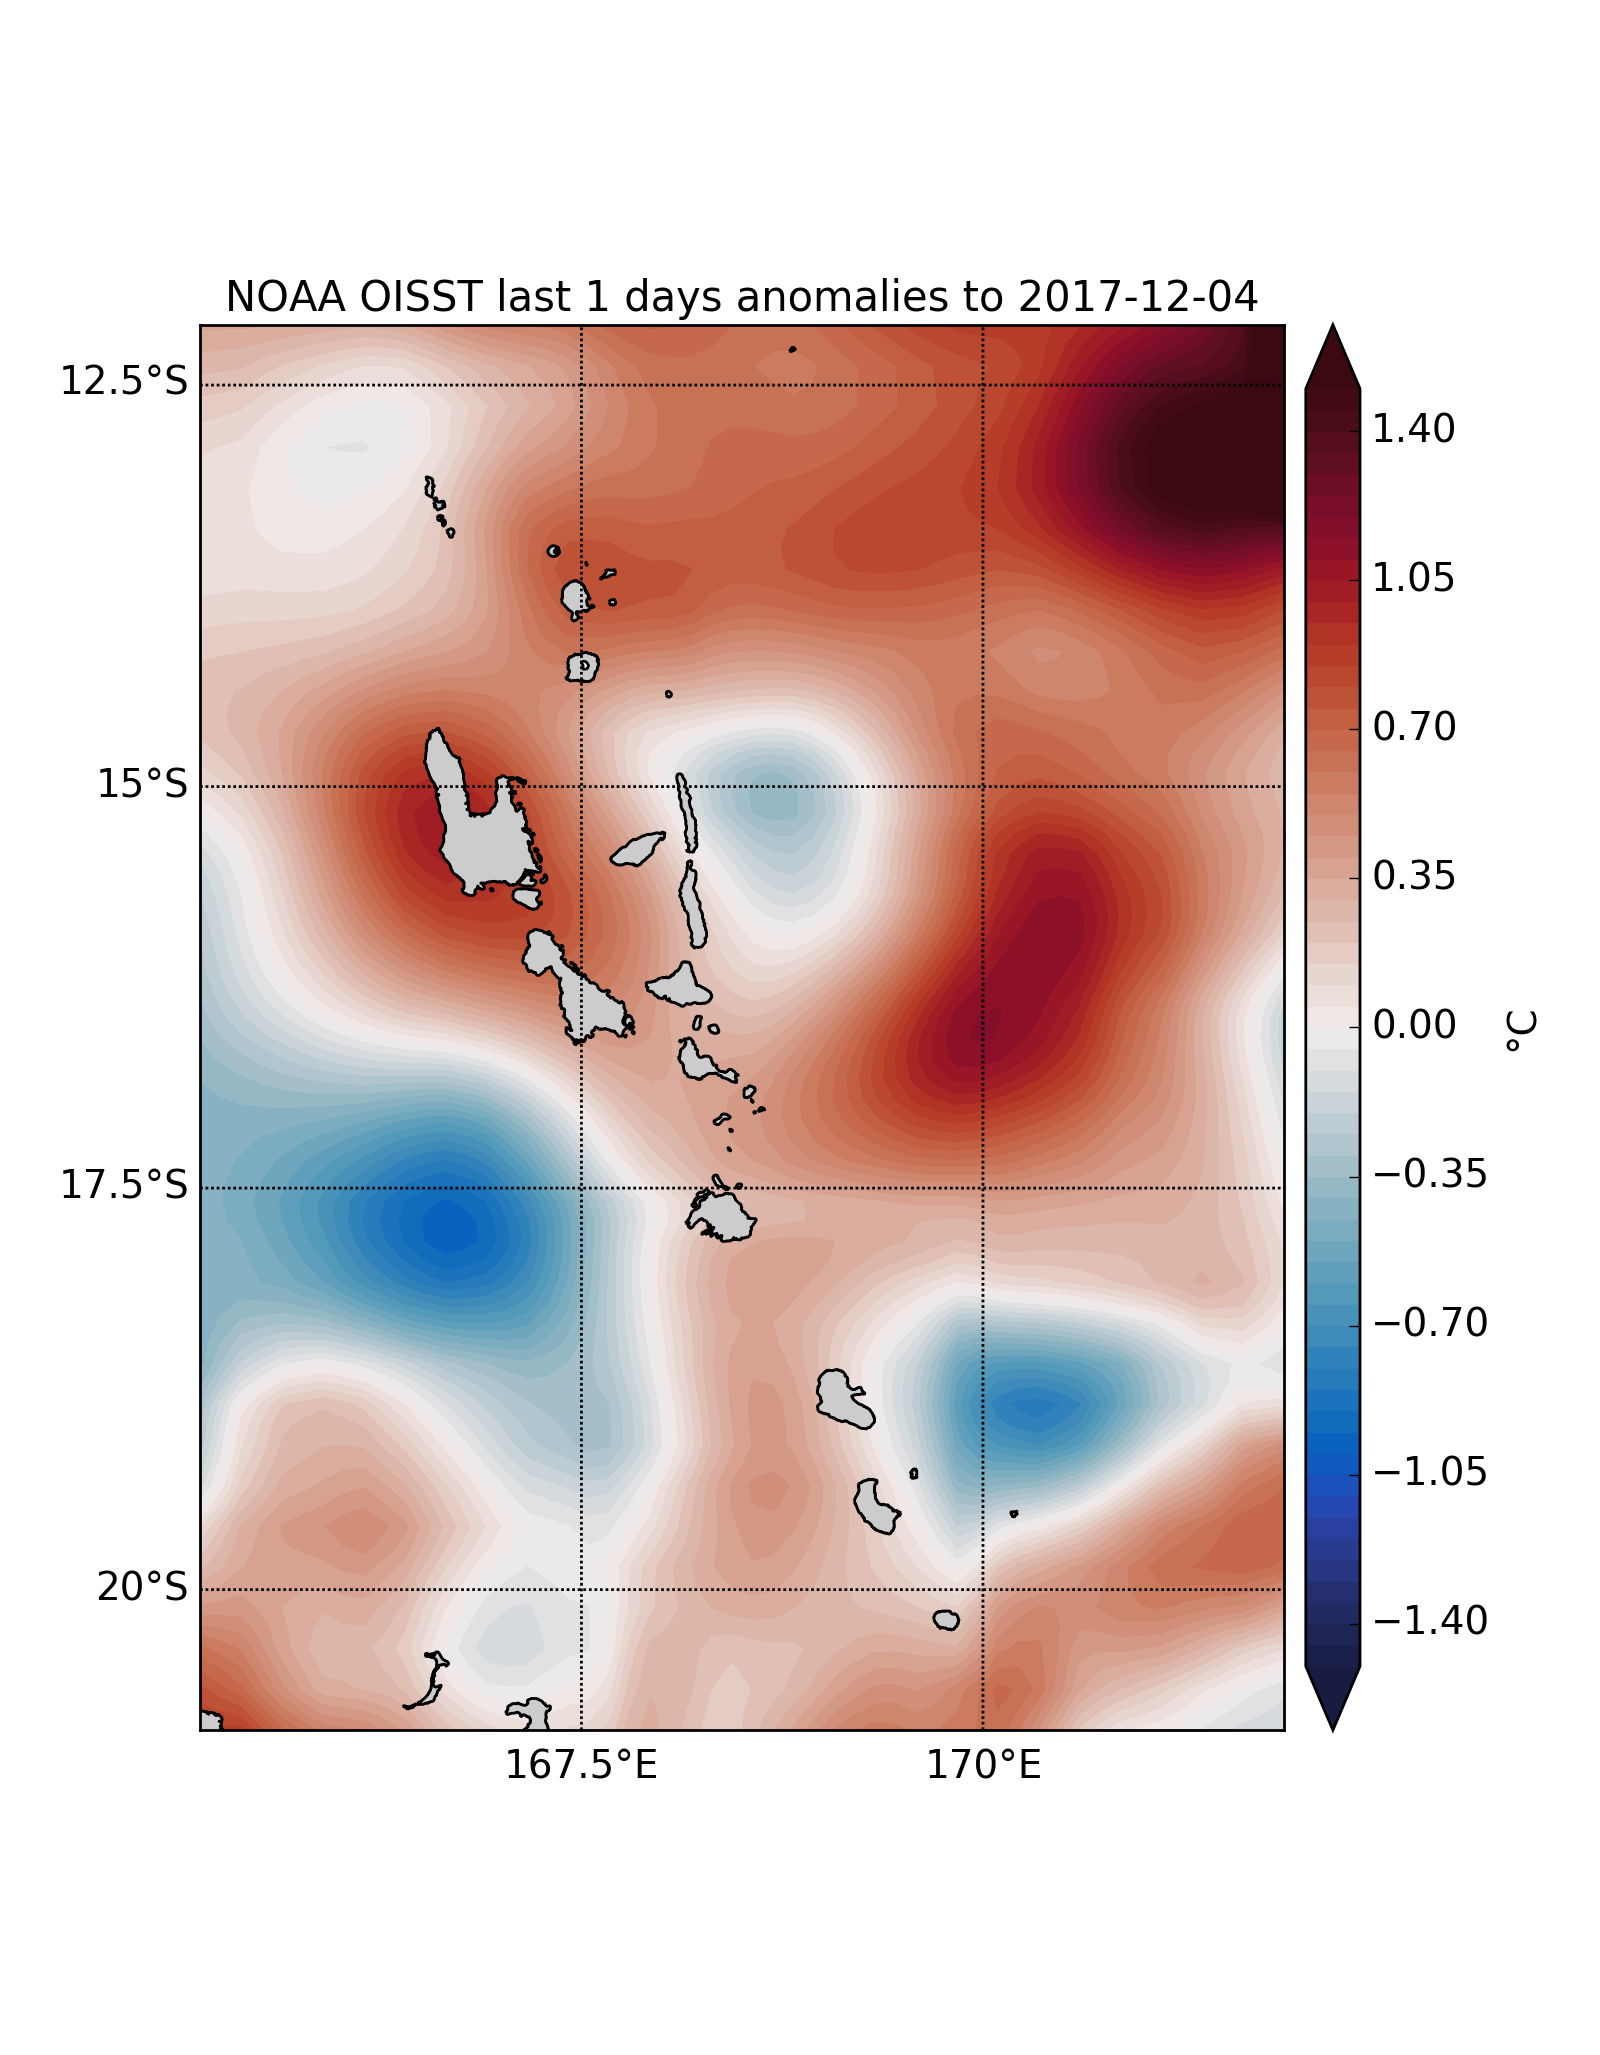 NOAA OISST last 1 days anomalies to 2017-12-04
12.5°S
15°S
17.5°S
20°S
167.5°E
170°E
1.40
1.05
0.70
0.35
0.00
−0.35
−0.70
−1.05
−1.40
°C